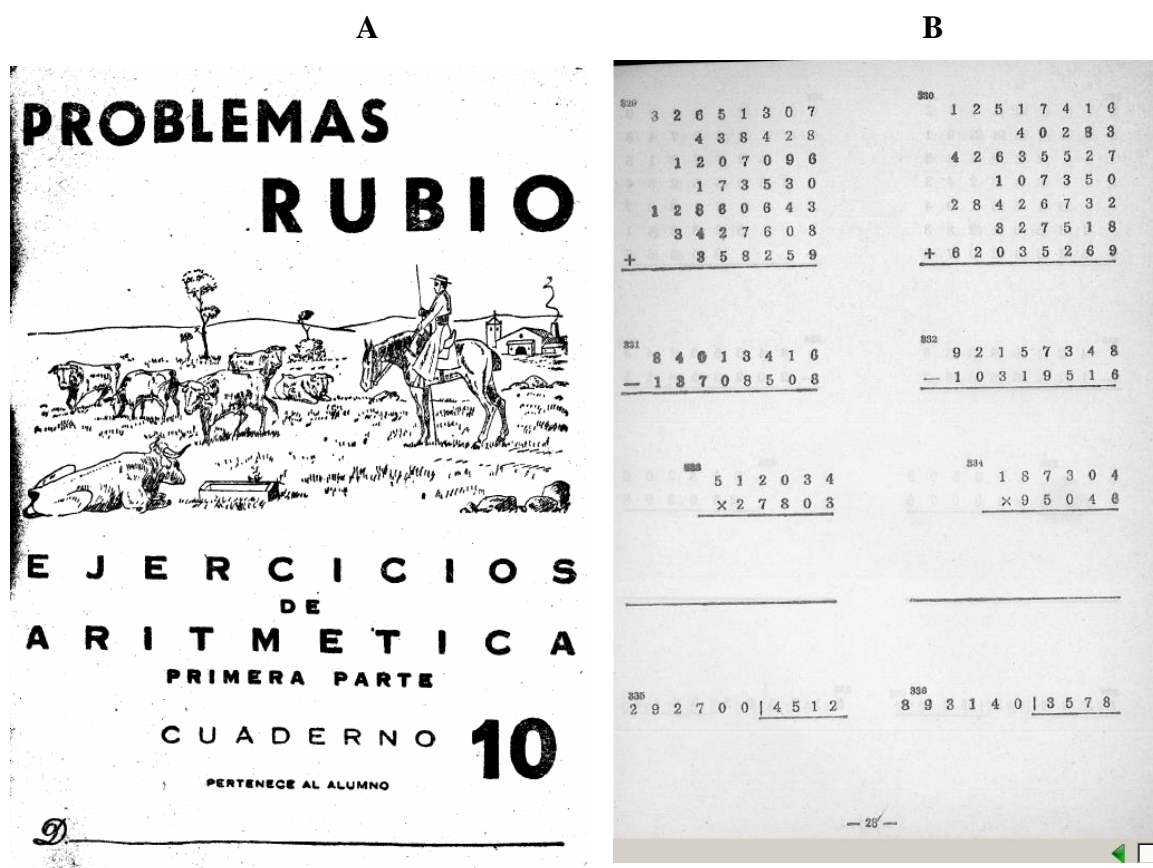 A
PROBLEMAS
RUBIO
EJERCICIOS
DE
ARITMETICA
PRIMERA PARTE
CUADERNO 10
PERTENECE AL ALUMNO
D.
B
329
3 2 6 5 1 3 0 7
4 3 8 4 2 8
1 2 0 7 0 9 6
1 7 3 5 3 0
1 2 8 6 0 6 4 3
3 4 2 7 6 0 8
+ 3 5 8 2 5 9
330
1 2 5 1 7 4 1 6
4 0 2 8 3
4 2 6 3 5 5 2 7
1 0 7 3 5 0
2 8 4 2 6 7 3 2
3 2 7 5 1 8
+ 6 2 0 3 5 2 6 9
331
8 4 0 1 3 4 1 6
— 1 3 7 0 8 5 0 8
332
9 2 1 5 7 3 4 8
— 1 0 3 1 9 5 1 6
333
5 1 2 0 3 4
× 2 7 8 0 3
334
1 8 7 3 0 4
× 9 5 0 4 6
335
2 9 2 7 0 0 | 4 5 1 2
336
8 9 3 1 4 0 | 3 5 7 8
— 28 —